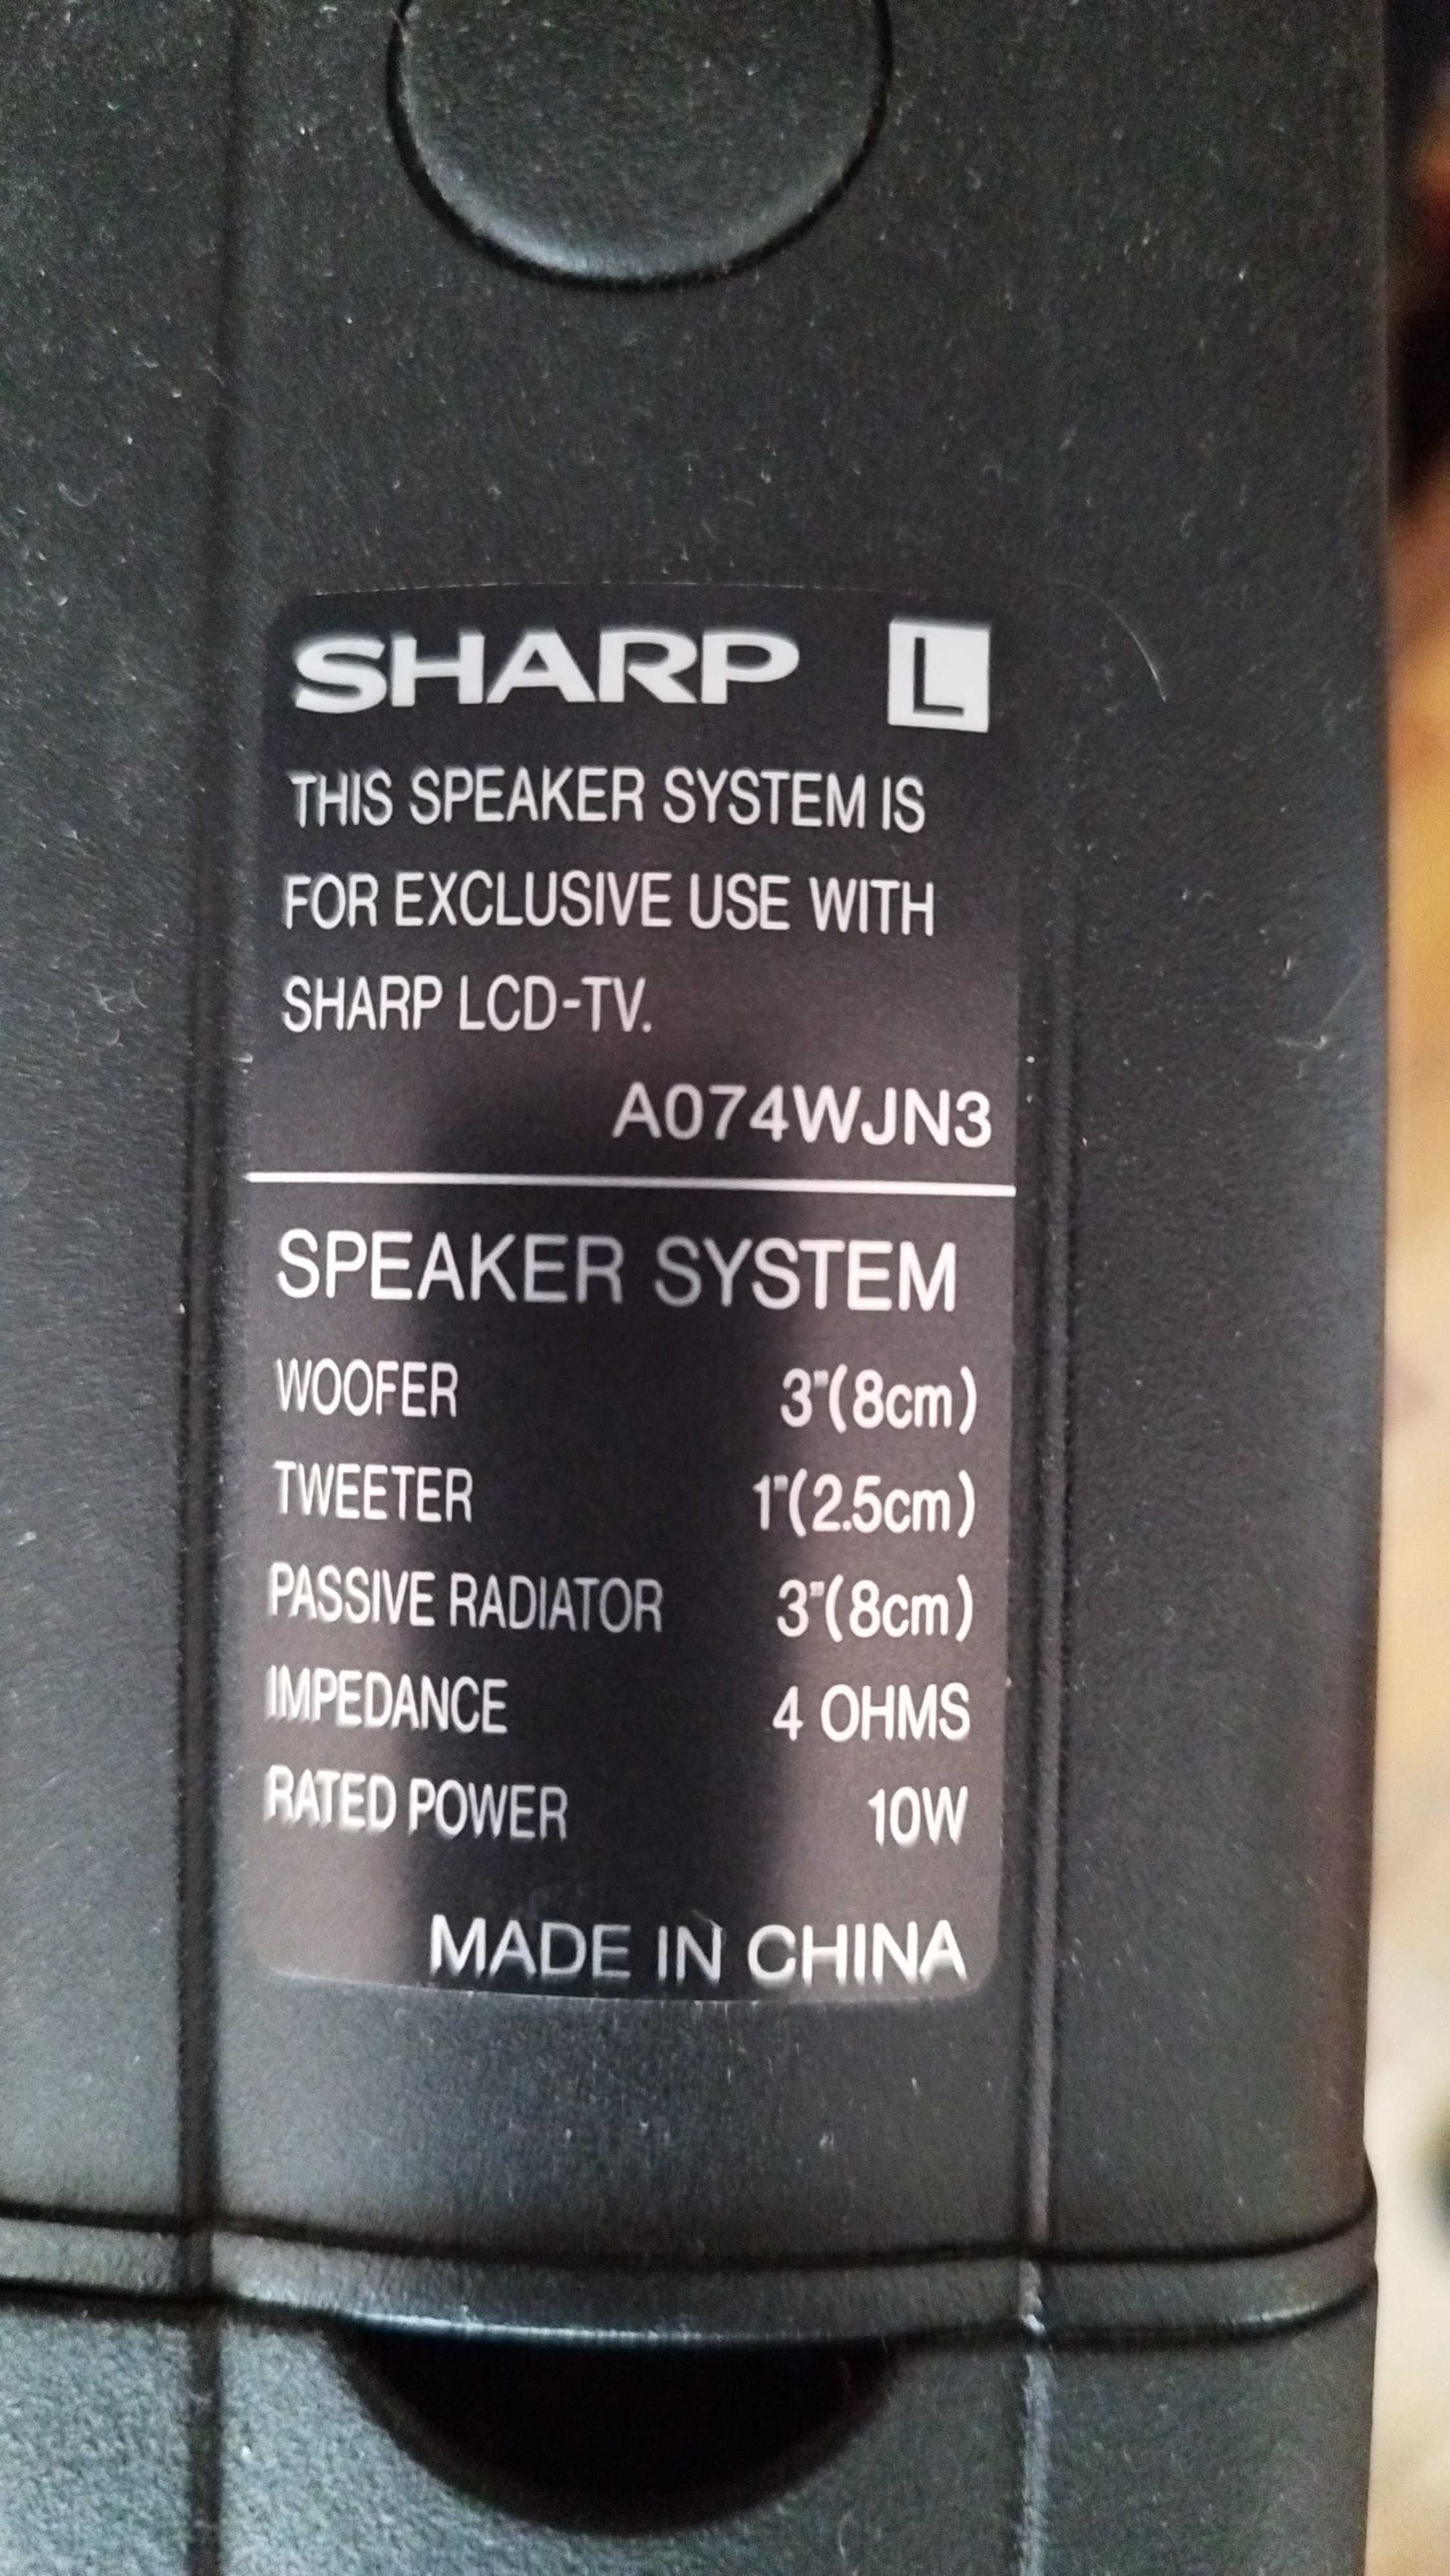 SHARP L
THIS SPEAKER SYSTEM IS
FOR EXCLUSIVE USE WITH
SHARP LCD-TV.
A074WJN3
SPEAKER SYSTEM
WOOFER 3"(8cm)
TWEETER 1"(2.5cm)
PASSIVE RADIATOR 3"(8cm)
IMPEDANCE 4 OHMS
RATED POWER 10W
MADE IN CHINA